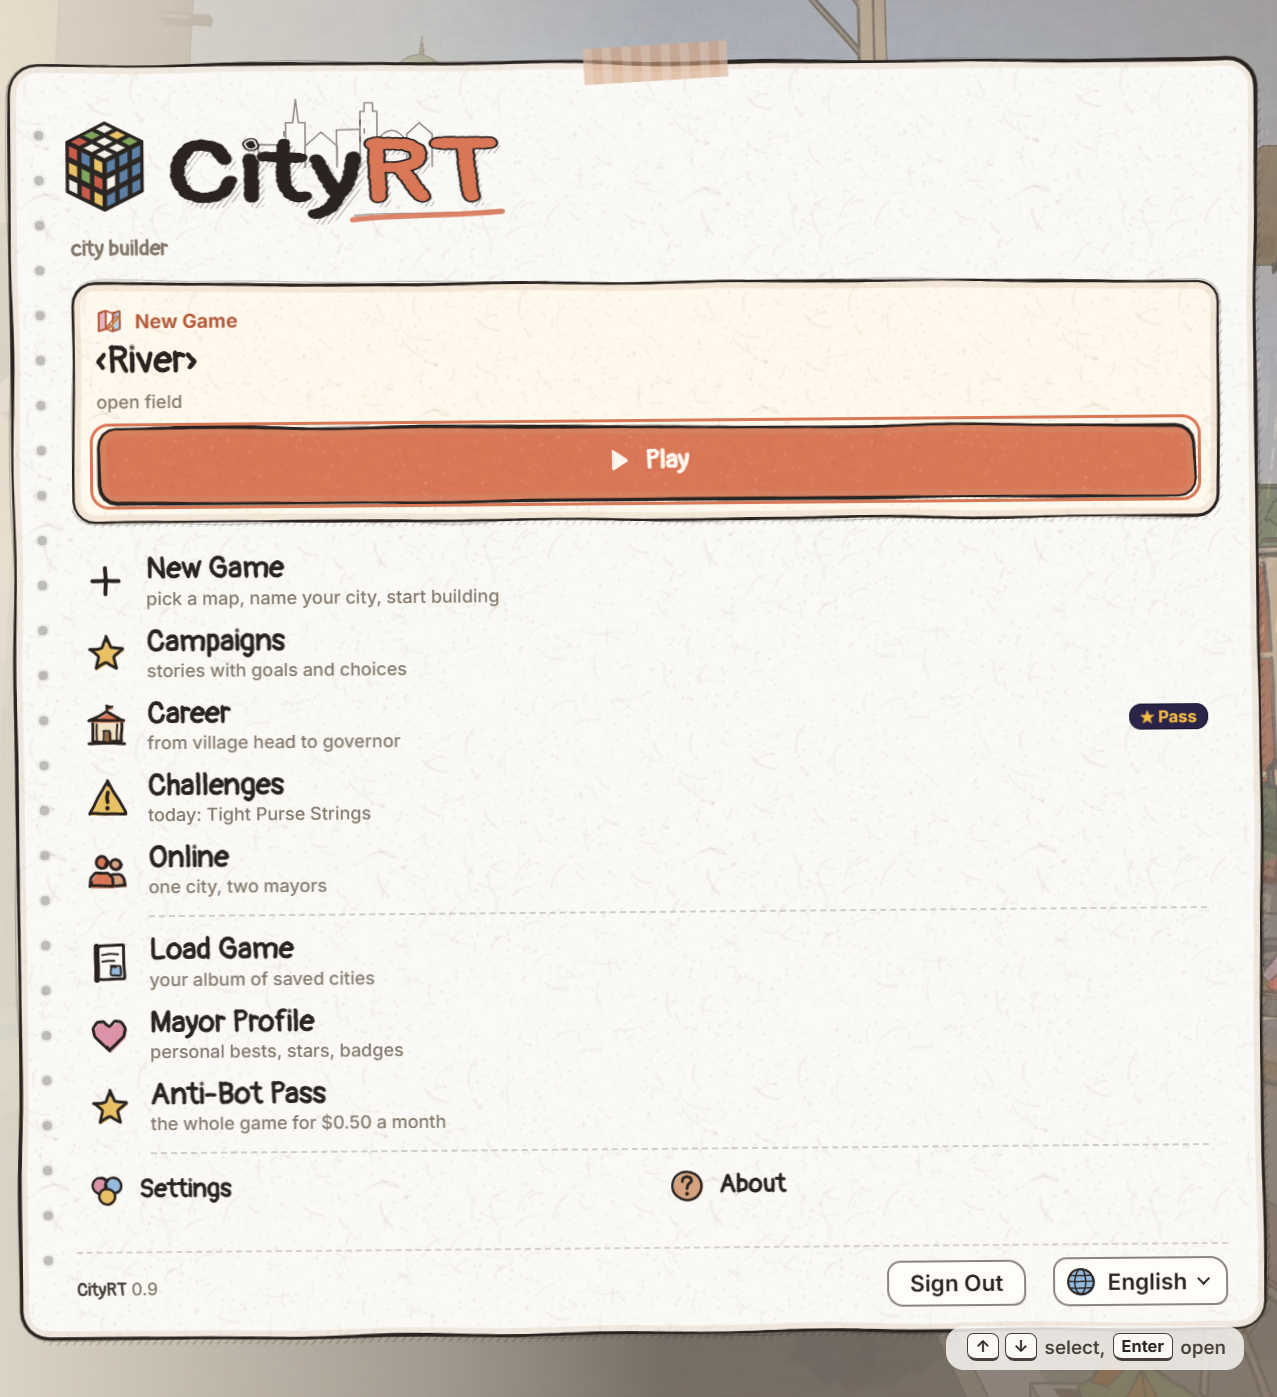 CityRT
city builder
New Game
‹River›
open field
Play
New Game
pick a map, name your city, start building
Campaigns
stories with goals and choices
Career
from village head to governor
★ Pass
Challenges
today: Tight Purse Strings
Online
one city, two mayors
Load Game
your album of saved cities
Mayor Profile
personal bests, stars, badges
Anti-Bot Pass
the whole game for $0.50 a month
Settings
? About
CityRT 0.9
Sign Out
English
↑ ↓ select, Enter open